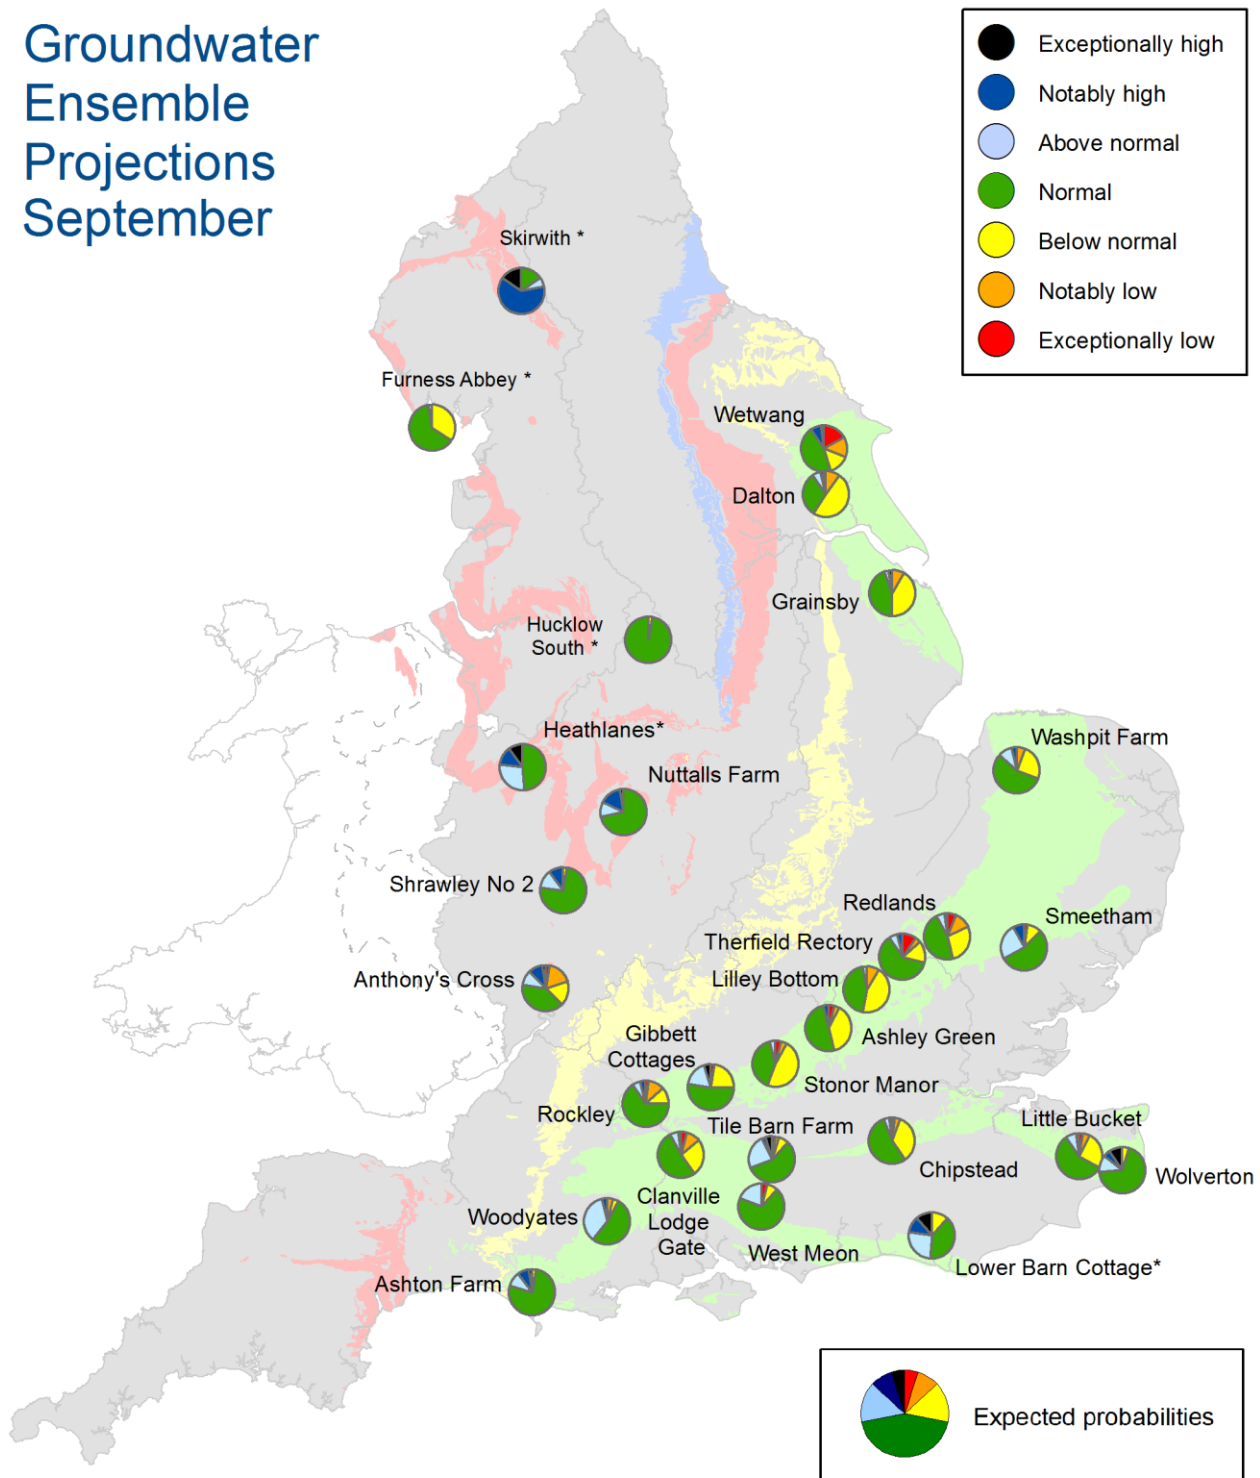 Groundwater
Ensemble
Projections
September
Exceptionally high
Notably high
Above normal
Normal
Below normal
Notably low
Exceptionally low
Skirwith *
Furness Abbey *
Wetwang
Dalton
Grainsby
Hucklow
South *
Heathlanes*
Washpit Farm
Nuttalls Farm
Shrawley No 2
Redlands
Smeetham
Therfield Rectory
Anthony's Cross
Lilley Bottom
Gibbett
Cottages
Ashley Green
Stonor Manor
Rockley
Tile Barn Farm
Little Bucket
Chipstead
Wolverton
Clanville
Lodge
Gate
Woodyates
West Meon
Lower Barn Cottage*
Ashton Farm
Expected probabilities